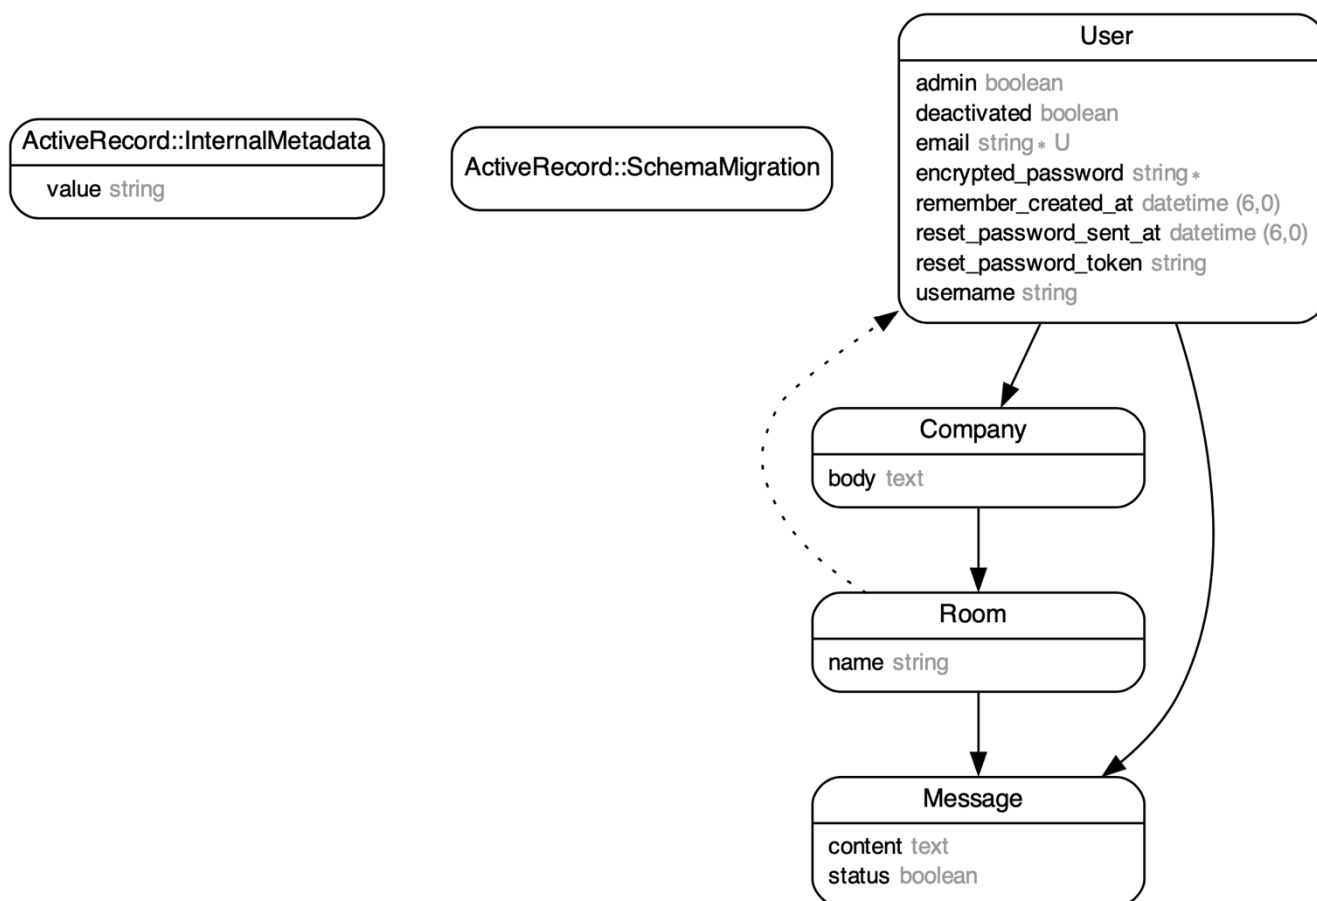 ActiveRecord::InternalMetadata
value string
ActiveRecord::SchemaMigration
User
admin boolean
deactivated boolean
email string * U
encrypted_password string *
remember_created_at datetime (6,0)
reset_password_sent_at datetime (6,0)
reset_password_token string
username string
Company
body text
Room
name string
Message
content text
status boolean